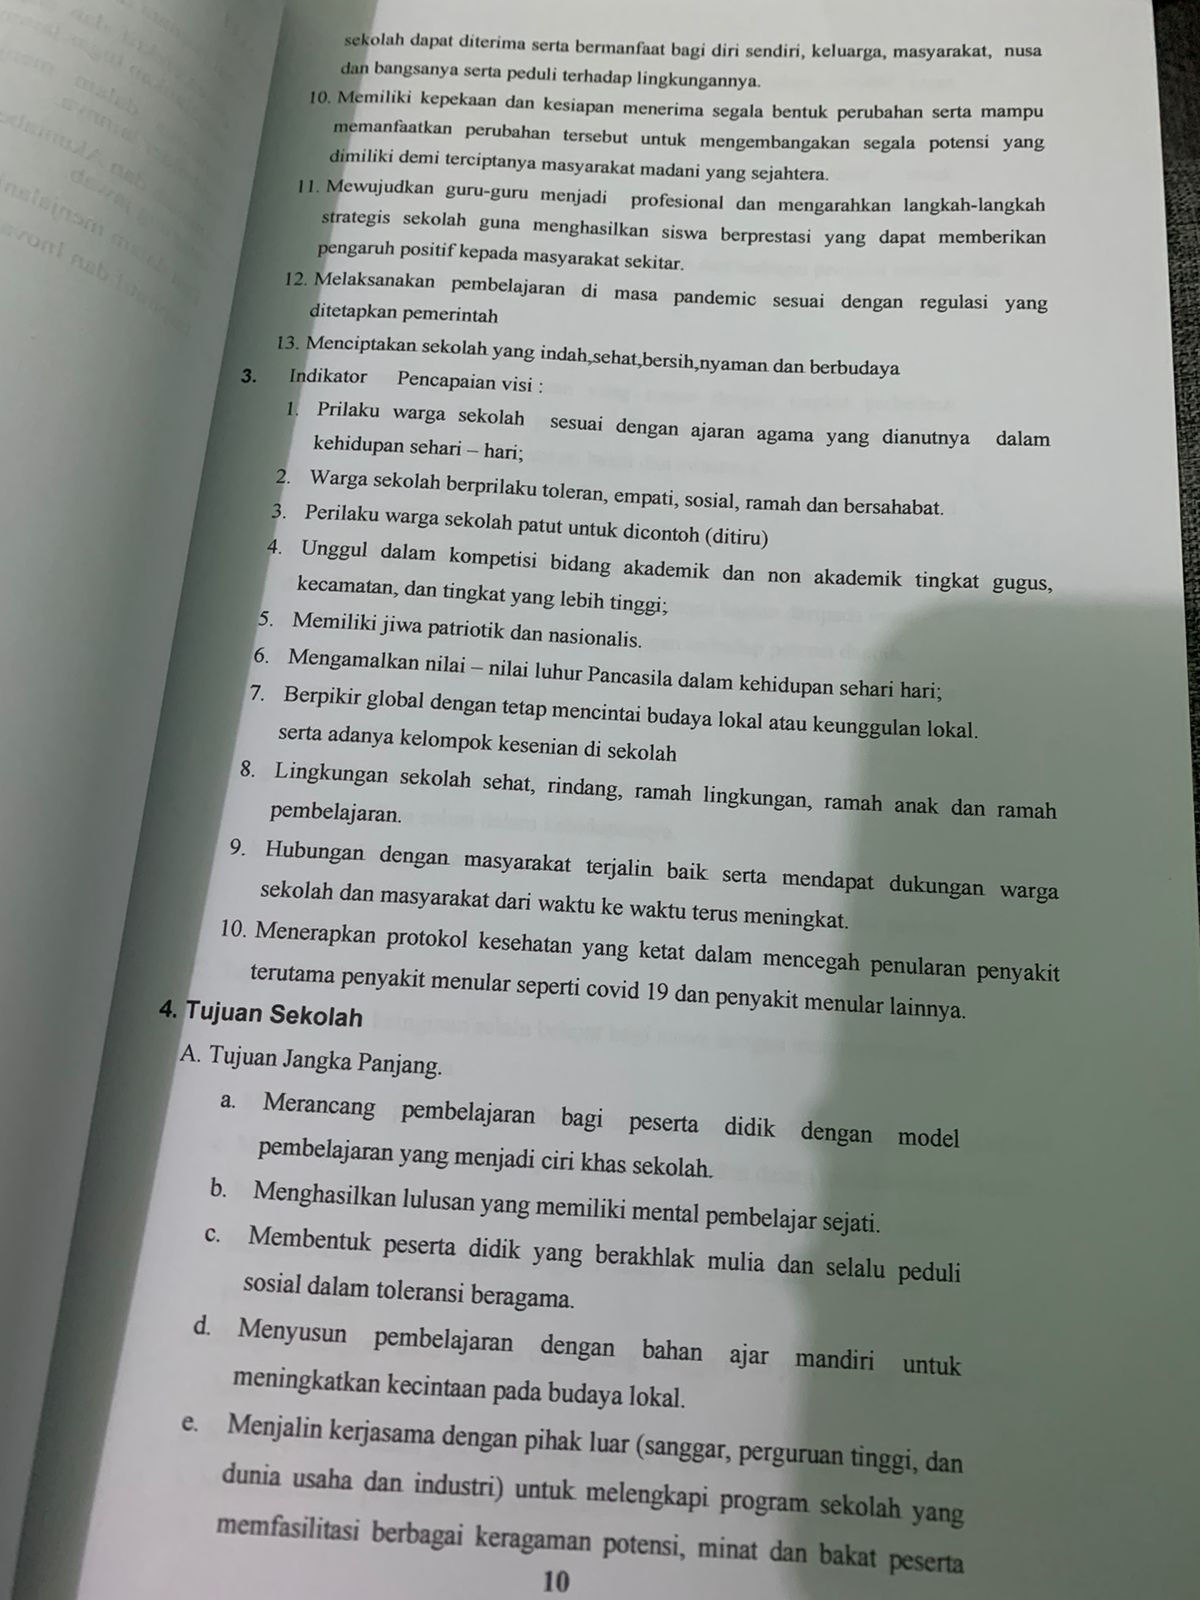 sekolah dapat diterima serta bermanfaat bagi diri sendiri, keluarga, masyarakat, nusa
dan bangsanya serta peduli terhadap lingkungannya.
10. Memiliki kepekaan dan kesiapan menerima segala bentuk perubahan serta mampu
memanfaatkan perubahan tersebut untuk mengembangakan segala potensi yang
dimiliki demi terciptanya masyarakat madani yang sejahtera.
11. Mewujudkan guru-guru menjadi profesional dan mengarahkan langkah-langkah
strategis sekolah guna menghasilkan siswa berprestasi yang dapat memberikan
pengaruh positif kepada masyarakat sekitar.
12. Melaksanakan pembelajaran di masa pandemic sesuai dengan regulasi yang
ditetapkan pemerintah
13. Menciptakan sekolah yang indah,sehat,bersih,nyaman dan berbudaya
3. Indikator Pencapaian visi :
1. Prilaku warga sekolah sesuai dengan ajaran agama yang dianutnya dalam
kehidupan sehari – hari;
2. Warga sekolah berprilaku toleran, empati, sosial, ramah dan bersahabat.
3. Perilaku warga sekolah patut untuk dicontoh (ditiru)
4. Unggul dalam kompetisi bidang akademik dan non akademik tingkat gugus,
kecamatan, dan tingkat yang lebih tinggi;
5. Memiliki jiwa patriotik dan nasionalis.
6. Mengamalkan nilai – nilai luhur Pancasila dalam kehidupan sehari hari;
7. Berpikir global dengan tetap mencintai budaya lokal atau keunggulan lokal.
serta adanya kelompok kesenian di sekolah
8. Lingkungan sekolah sehat, rindang, ramah lingkungan, ramah anak dan ramah
pembelajaran.
9. Hubungan dengan masyarakat terjalin baik serta mendapat dukungan warga
sekolah dan masyarakat dari waktu ke waktu terus meningkat.
10. Menerapkan protokol kesehatan yang ketat dalam mencegah penularan penyakit
terutama penyakit menular seperti covid 19 dan penyakit menular lainnya.
4. Tujuan Sekolah
A. Tujuan Jangka Panjang.
a. Merancang pembelajaran bagi peserta didik dengan model
pembelajaran yang menjadi ciri khas sekolah.
b. Menghasilkan lulusan yang memiliki mental pembelajar sejati.
c. Membentuk peserta didik yang berakhlak mulia dan selalu peduli
sosial dalam toleransi beragama.
d. Menyusun pembelajaran dengan bahan ajar mandiri untuk
meningkatkan kecintaan pada budaya lokal.
e. Menjalin kerjasama dengan pihak luar (sanggar, perguruan tinggi, dan
dunia usaha dan industri) untuk melengkapi program sekolah yang
memfasilitasi berbagai keragaman potensi, minat dan bakat peserta
10